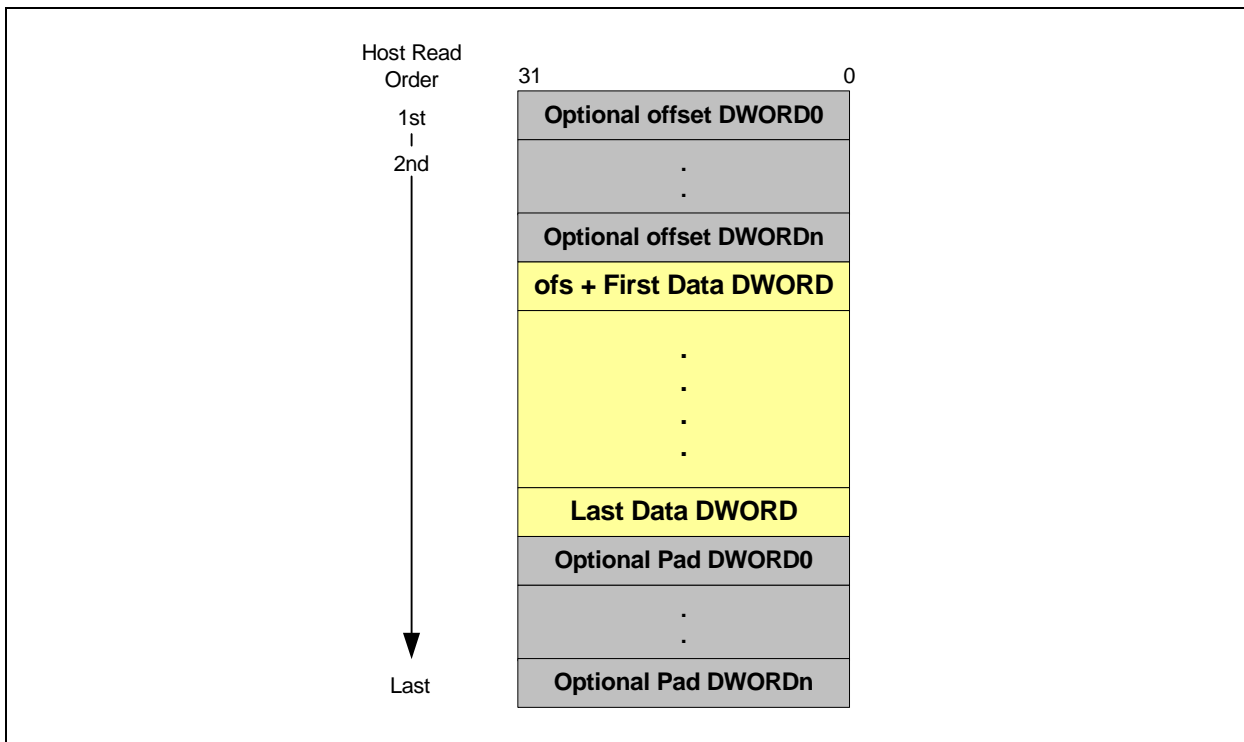 Host Read
Order
31 0
1st
2nd
Optional offset DWORD0
.
.
Optional offset DWORDn
ofs + First Data DWORD
.
.
.
.
Last Data DWORD
Optional Pad DWORD0
.
.
Optional Pad DWORDn
Last